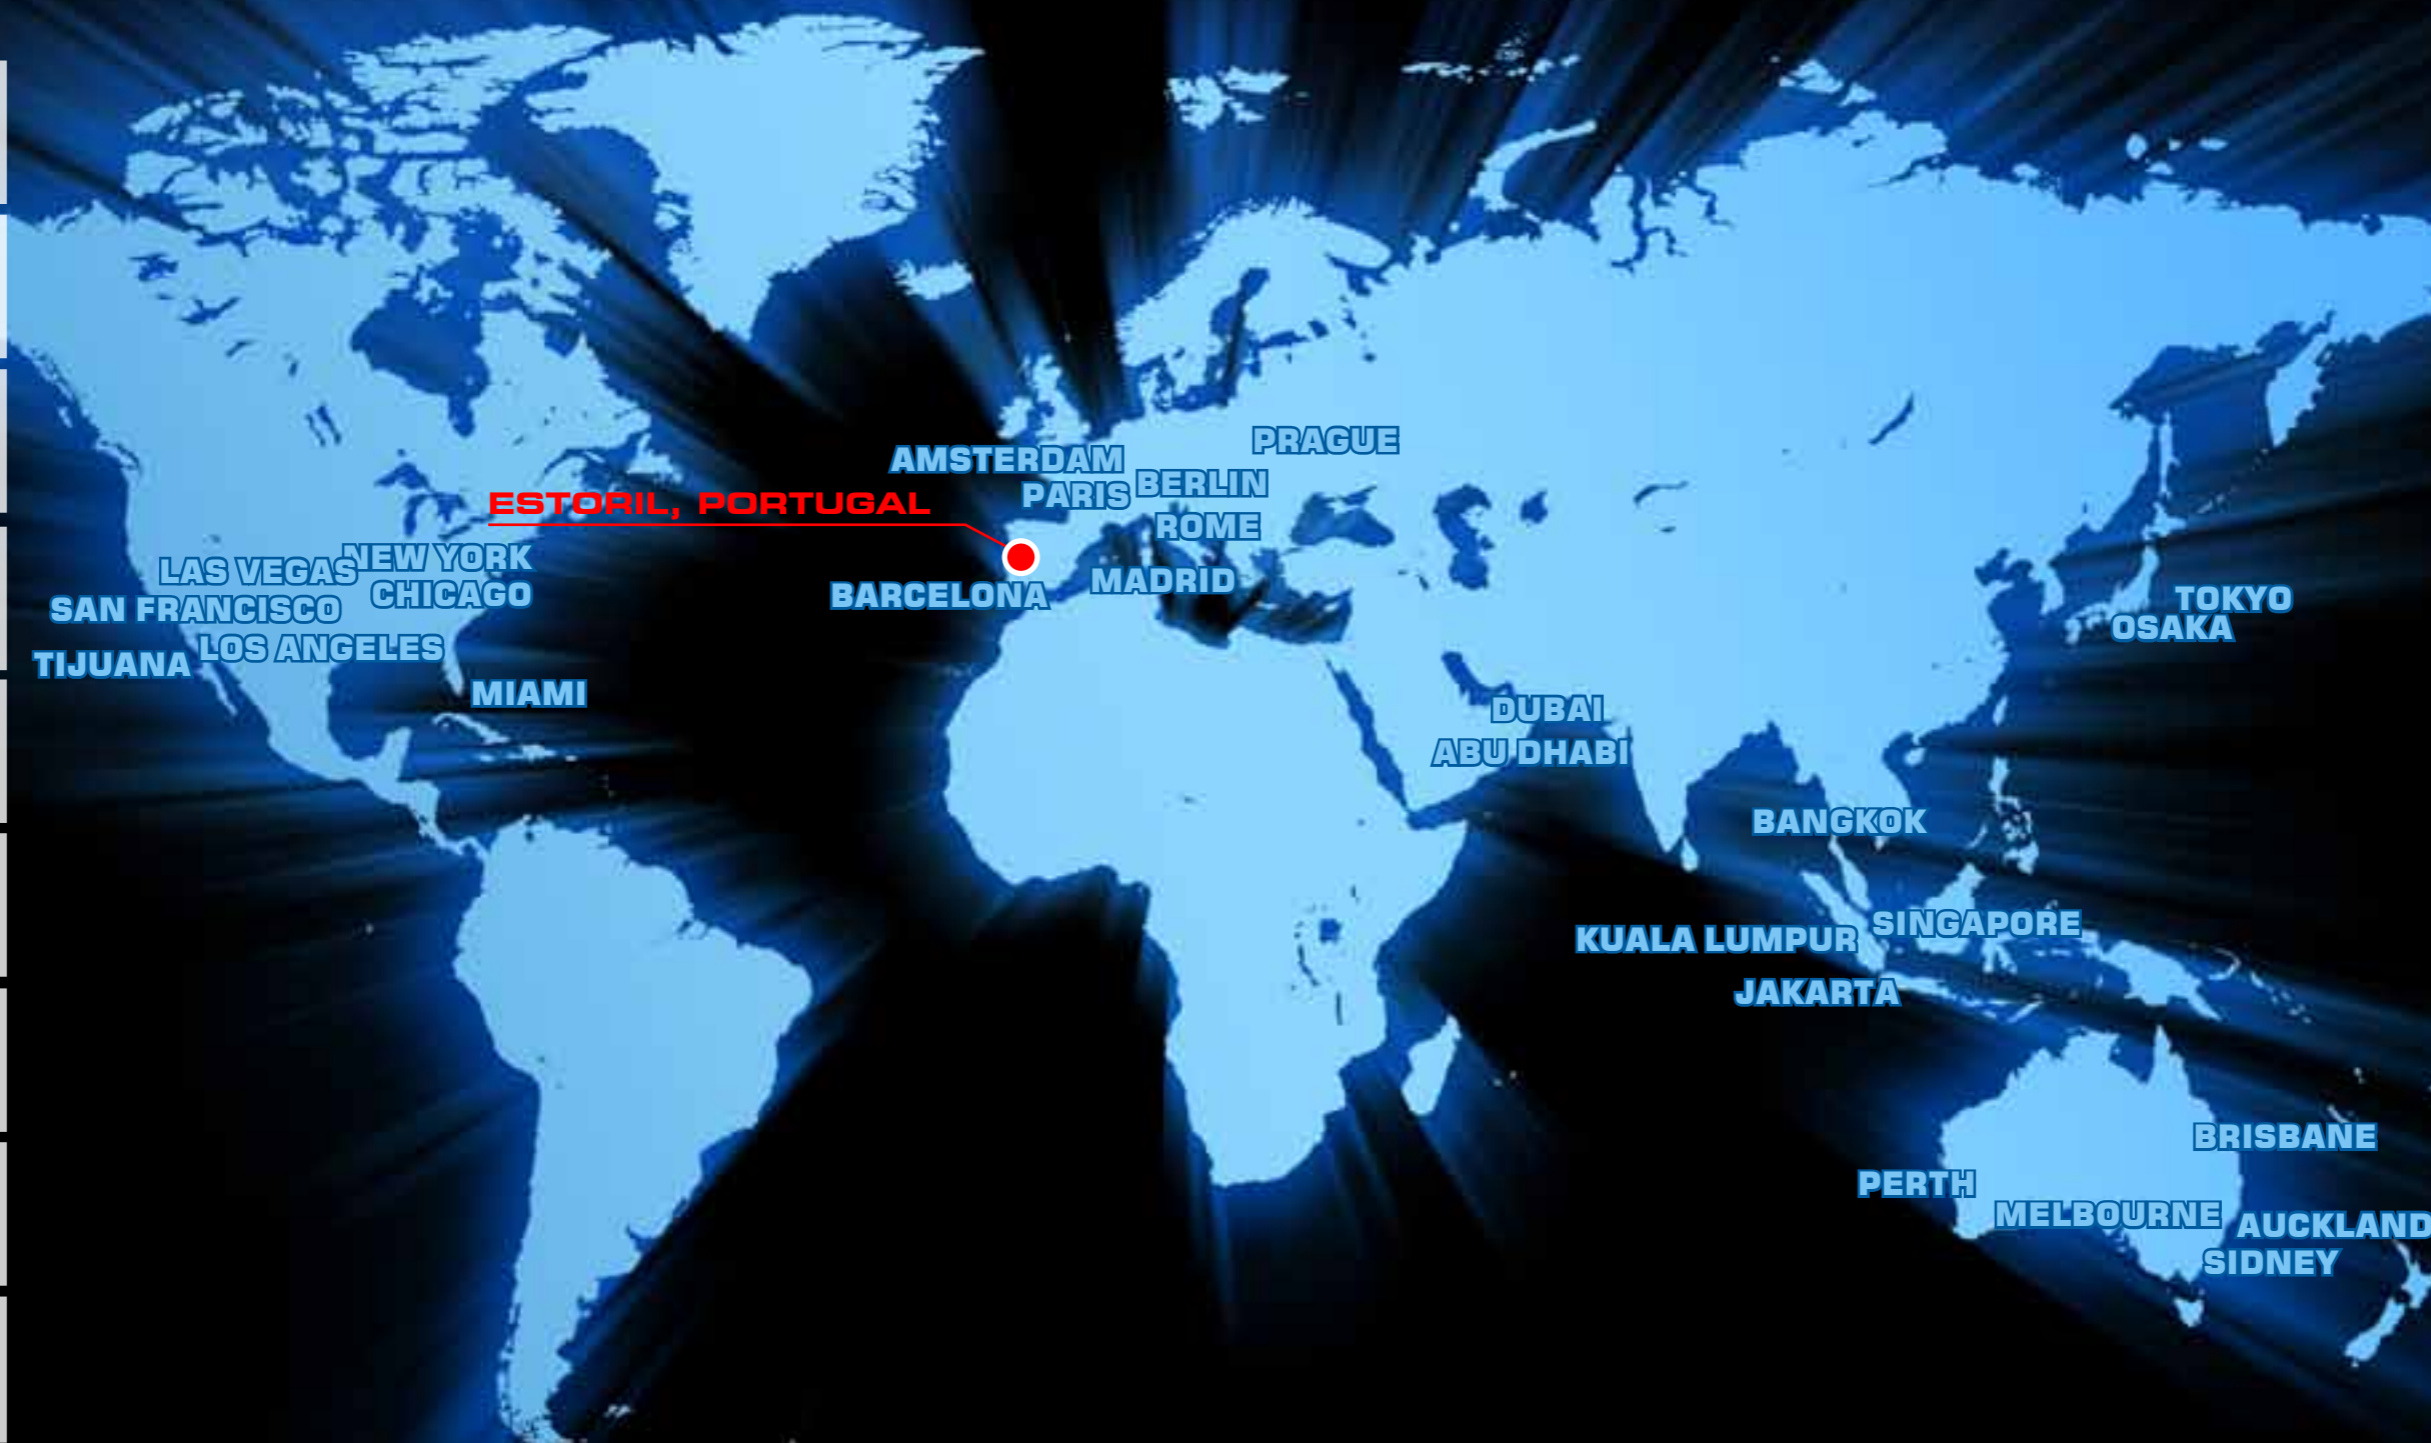 PRAGUE
AMSTERDAM
BERLIN
PARIS
ESTORIL, PORTUGAL
ROME
NEW YORK
LAS VEGAS
MADRID
CHICAGO
BARCELONA
TOKYO
SAN FRANCISCO
OSAKA
LOS ANGELES
TIJUANA
MIAMI
DUBAI
ABU DHABI
BANGKOK
SINGAPORE
KUALA LUMPUR
JAKARTA
BRISBANE
PERTH
MELBOURNE
AUCKLAND
SIDNEY